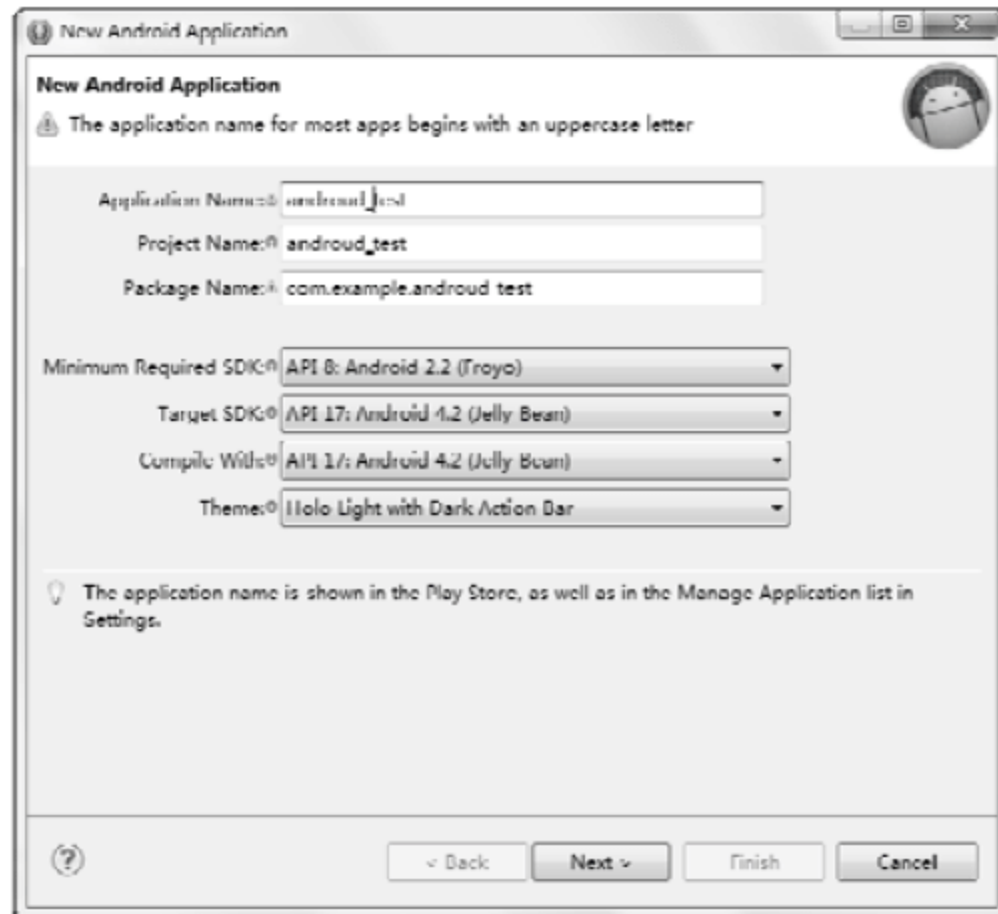 New Android Application
New Android Application
The application name for most apps begins with an uppercase letter
Application Name: androud_test
Project Name: androud_test
Package Name: com.example.androud test
Minimum Required SDK: API 8: Android 2.2 (Froyo)
Target SDK: API 17: Android 4.2 (Jelly Bean)
Compile With: API 17: Android 4.2 (Jelly Bean)
Theme: Holo Light with Dark Action Bar
The application name is shown in the Play Store, as well as in the Manage Application list in
Settings.
? < Back Next > Finish Cancel